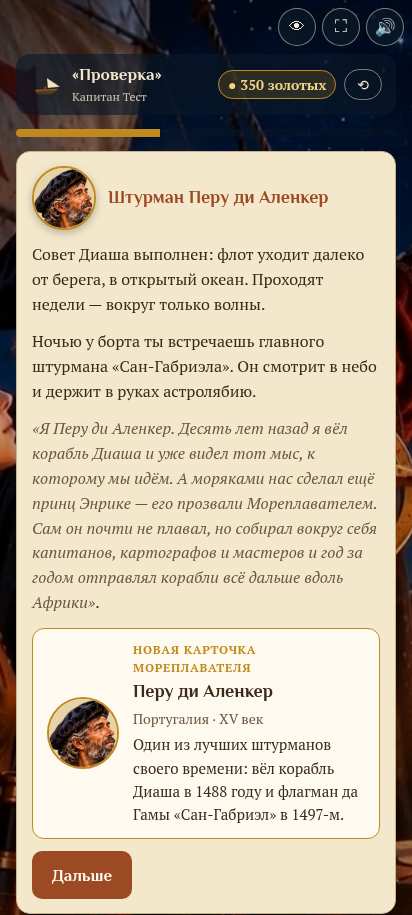 «Проверка»
Капитан Тест
● 350 золотых
Штурман Перу ди Аленкер
Совет Диаша выполнен: флот уходит далеко
от берега, в открытый океан. Проходят
недели — вокруг только волны.
Ночью у борта ты встречаешь главного
штурмана «Сан-Габриэла». Он смотрит в небо
и держит в руках астролябию.
«Я Перу ди Аленкер. Десять лет назад я вёл
корабль Диаша и уже видел тот мыс, к
которому мы идём. А моряками нас сделал ещё
принц Энрике — его прозвали Мореплавателем.
Сам он почти не плавал, но собирал вокруг себя
капитанов, картографов и мастеров и год за
годом отправлял корабли всё дальше вдоль
Африки».
НОВАЯ КАРТОЧКА
МОРЕПЛАВАТЕЛЯ
Перу ди Аленкер
Португалия · XV век
Один из лучших штурманов
своего времени: вёл корабль
Диаша в 1488 году и флагман да
Гамы «Сан-Габриэл» в 1497-м.
Дальше